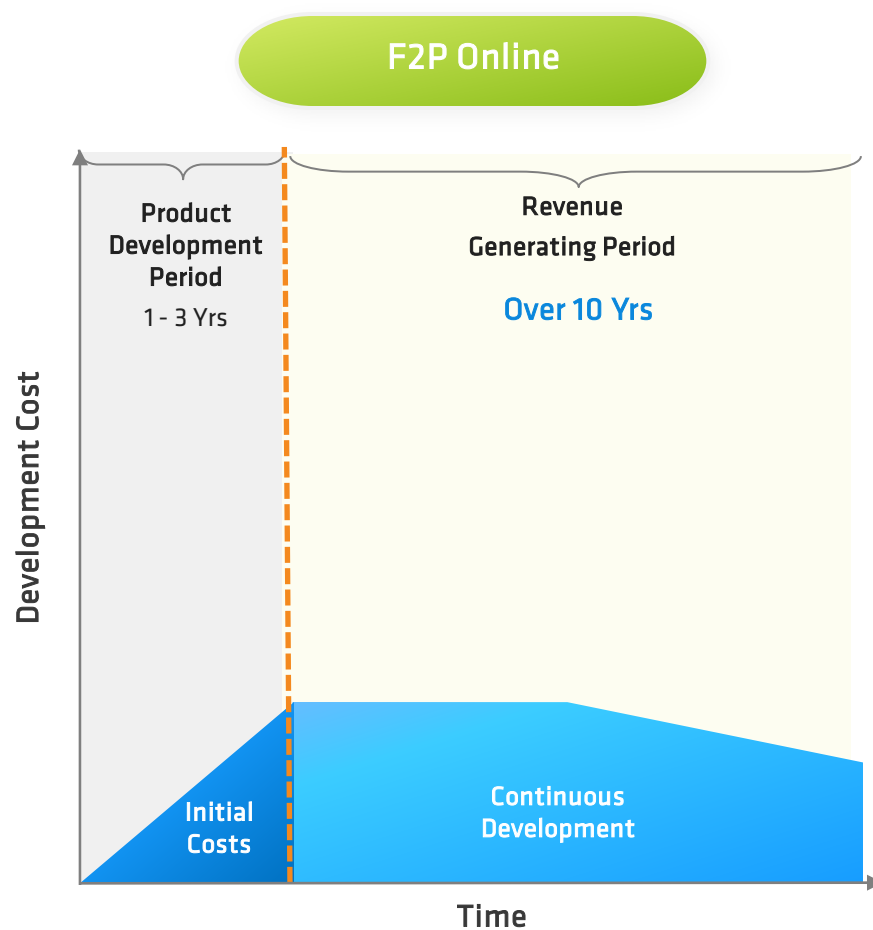 F2P Online
Product
Development
Period
1 - 3 Yrs
Revenue
Generating Period
Over 10 Yrs
Development Cost
Initial
Costs
Continuous
Development
Time